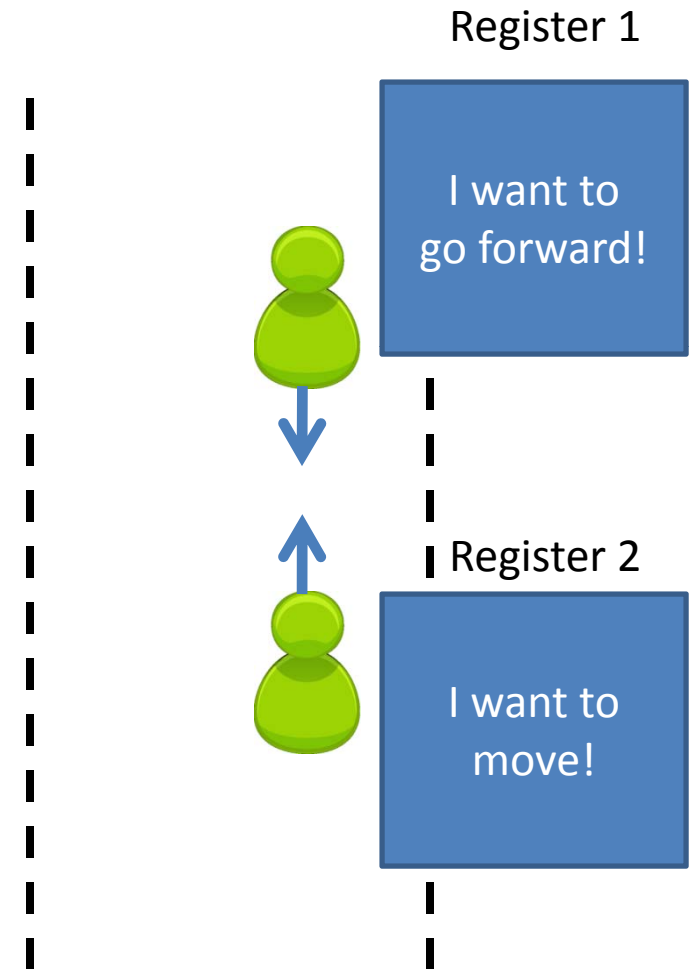 Register 1
I want to
go forward!
Register 2
I want to
move!